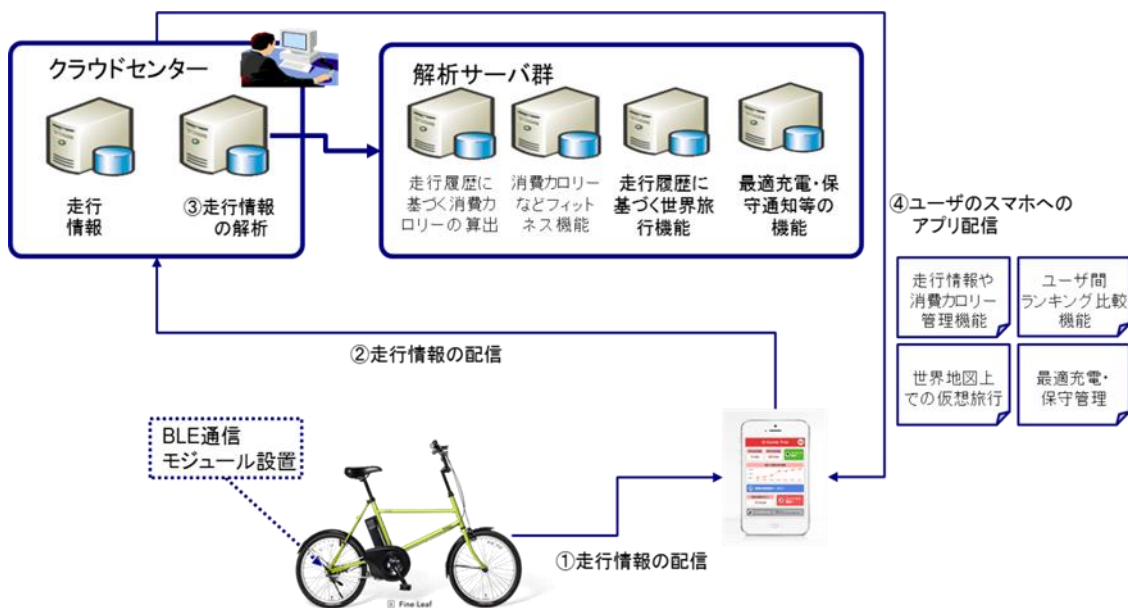 クラウドセンター
走行
情報
③走行情報
の解析
解析サーバ群
走行履歴に
基づく消費カ
ロリーの算出
消費カロリー
などフィット
ネス機能
走行履歴に
基づく世界旅
行機能
最適充電・保
守通知等の
機能
④ユーザのスマホへの
アプリ配信
走行情報や
消費カロリー
管理機能
ユーザ間
ランキング比較
機能
世界地図上
での仮想旅行
最適充電・
保守管理
②走行情報の配信
BLE通信
モジュール設置
①走行情報の配信
Fine Leaf